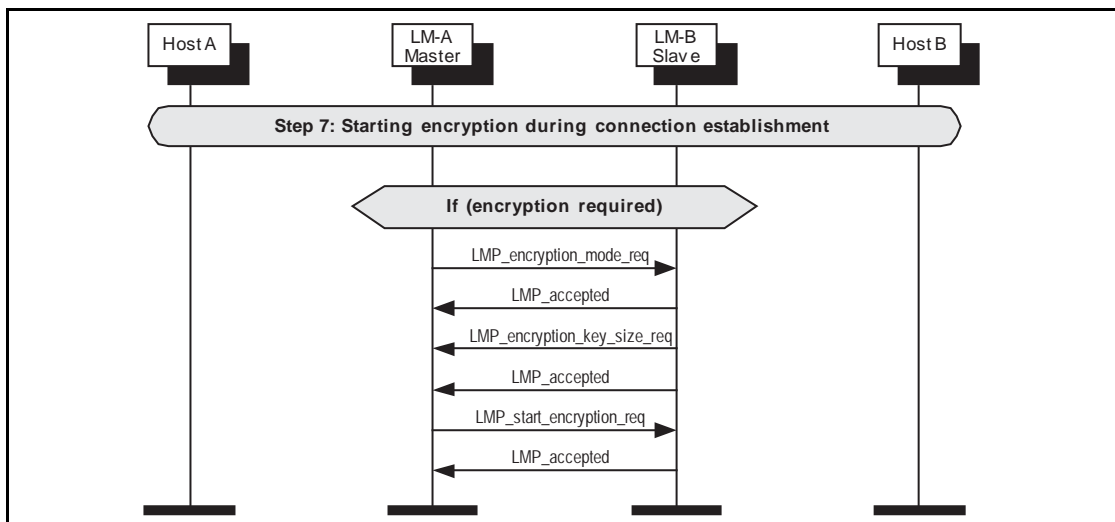 Host A
LM-A
Master
LM-B
Slave
Host B
Step 7: Starting encryption during connection establishment
If (encryption required)
LMP_encryption_mode_req
LMP_accepted
LMP_encryption_key_size_req
LMP_accepted
LMP_start_encryption_req
LMP_accepted